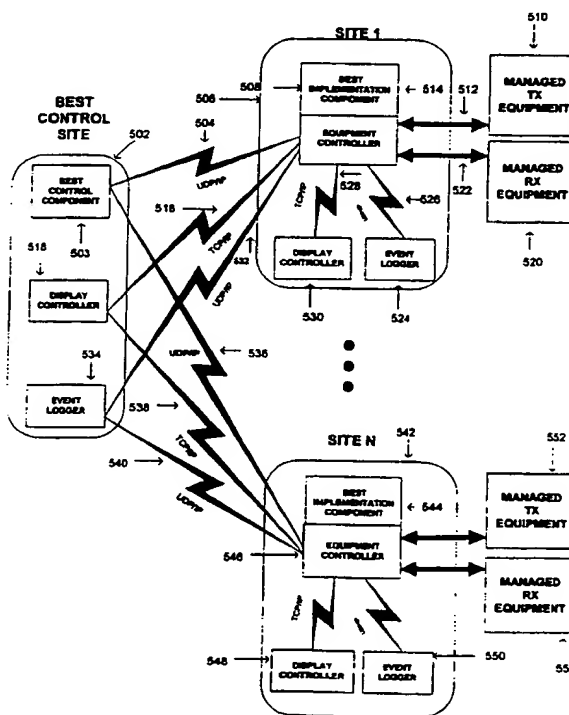 SITE 1
510
508
514
512
BEST IMPLEMENTATION COMPONENT
MANAGED
TX
EQUIPMENT
506
EQUIPMENT CONTROLLER
BEST
CONTROL
SITE
502
504
UDP/IP
BEST CONTROL COMPONENT
503
516
TCP/IP
532
UDP/IP
528
TCP/IP
526
522
MANAGED
RX
EQUIPMENT
520
DISPLAY CONTROLLER
EVENT LOGGER
530
524
518
DISPLAY CONTROLLER
534
EVENT LOGGER
UDP/IP
536
538
TCP/IP
540
UDP/IP
SITE N
542
552
BEST IMPLEMENTATION COMPONENT
544
MANAGED
TX
EQUIPMENT
546
EQUIPMENT CONTROLLER
MANAGED
RX
EQUIPMENT
TCP/IP
548
DISPLAY CONTROLLER
EVENT LOGGER
550